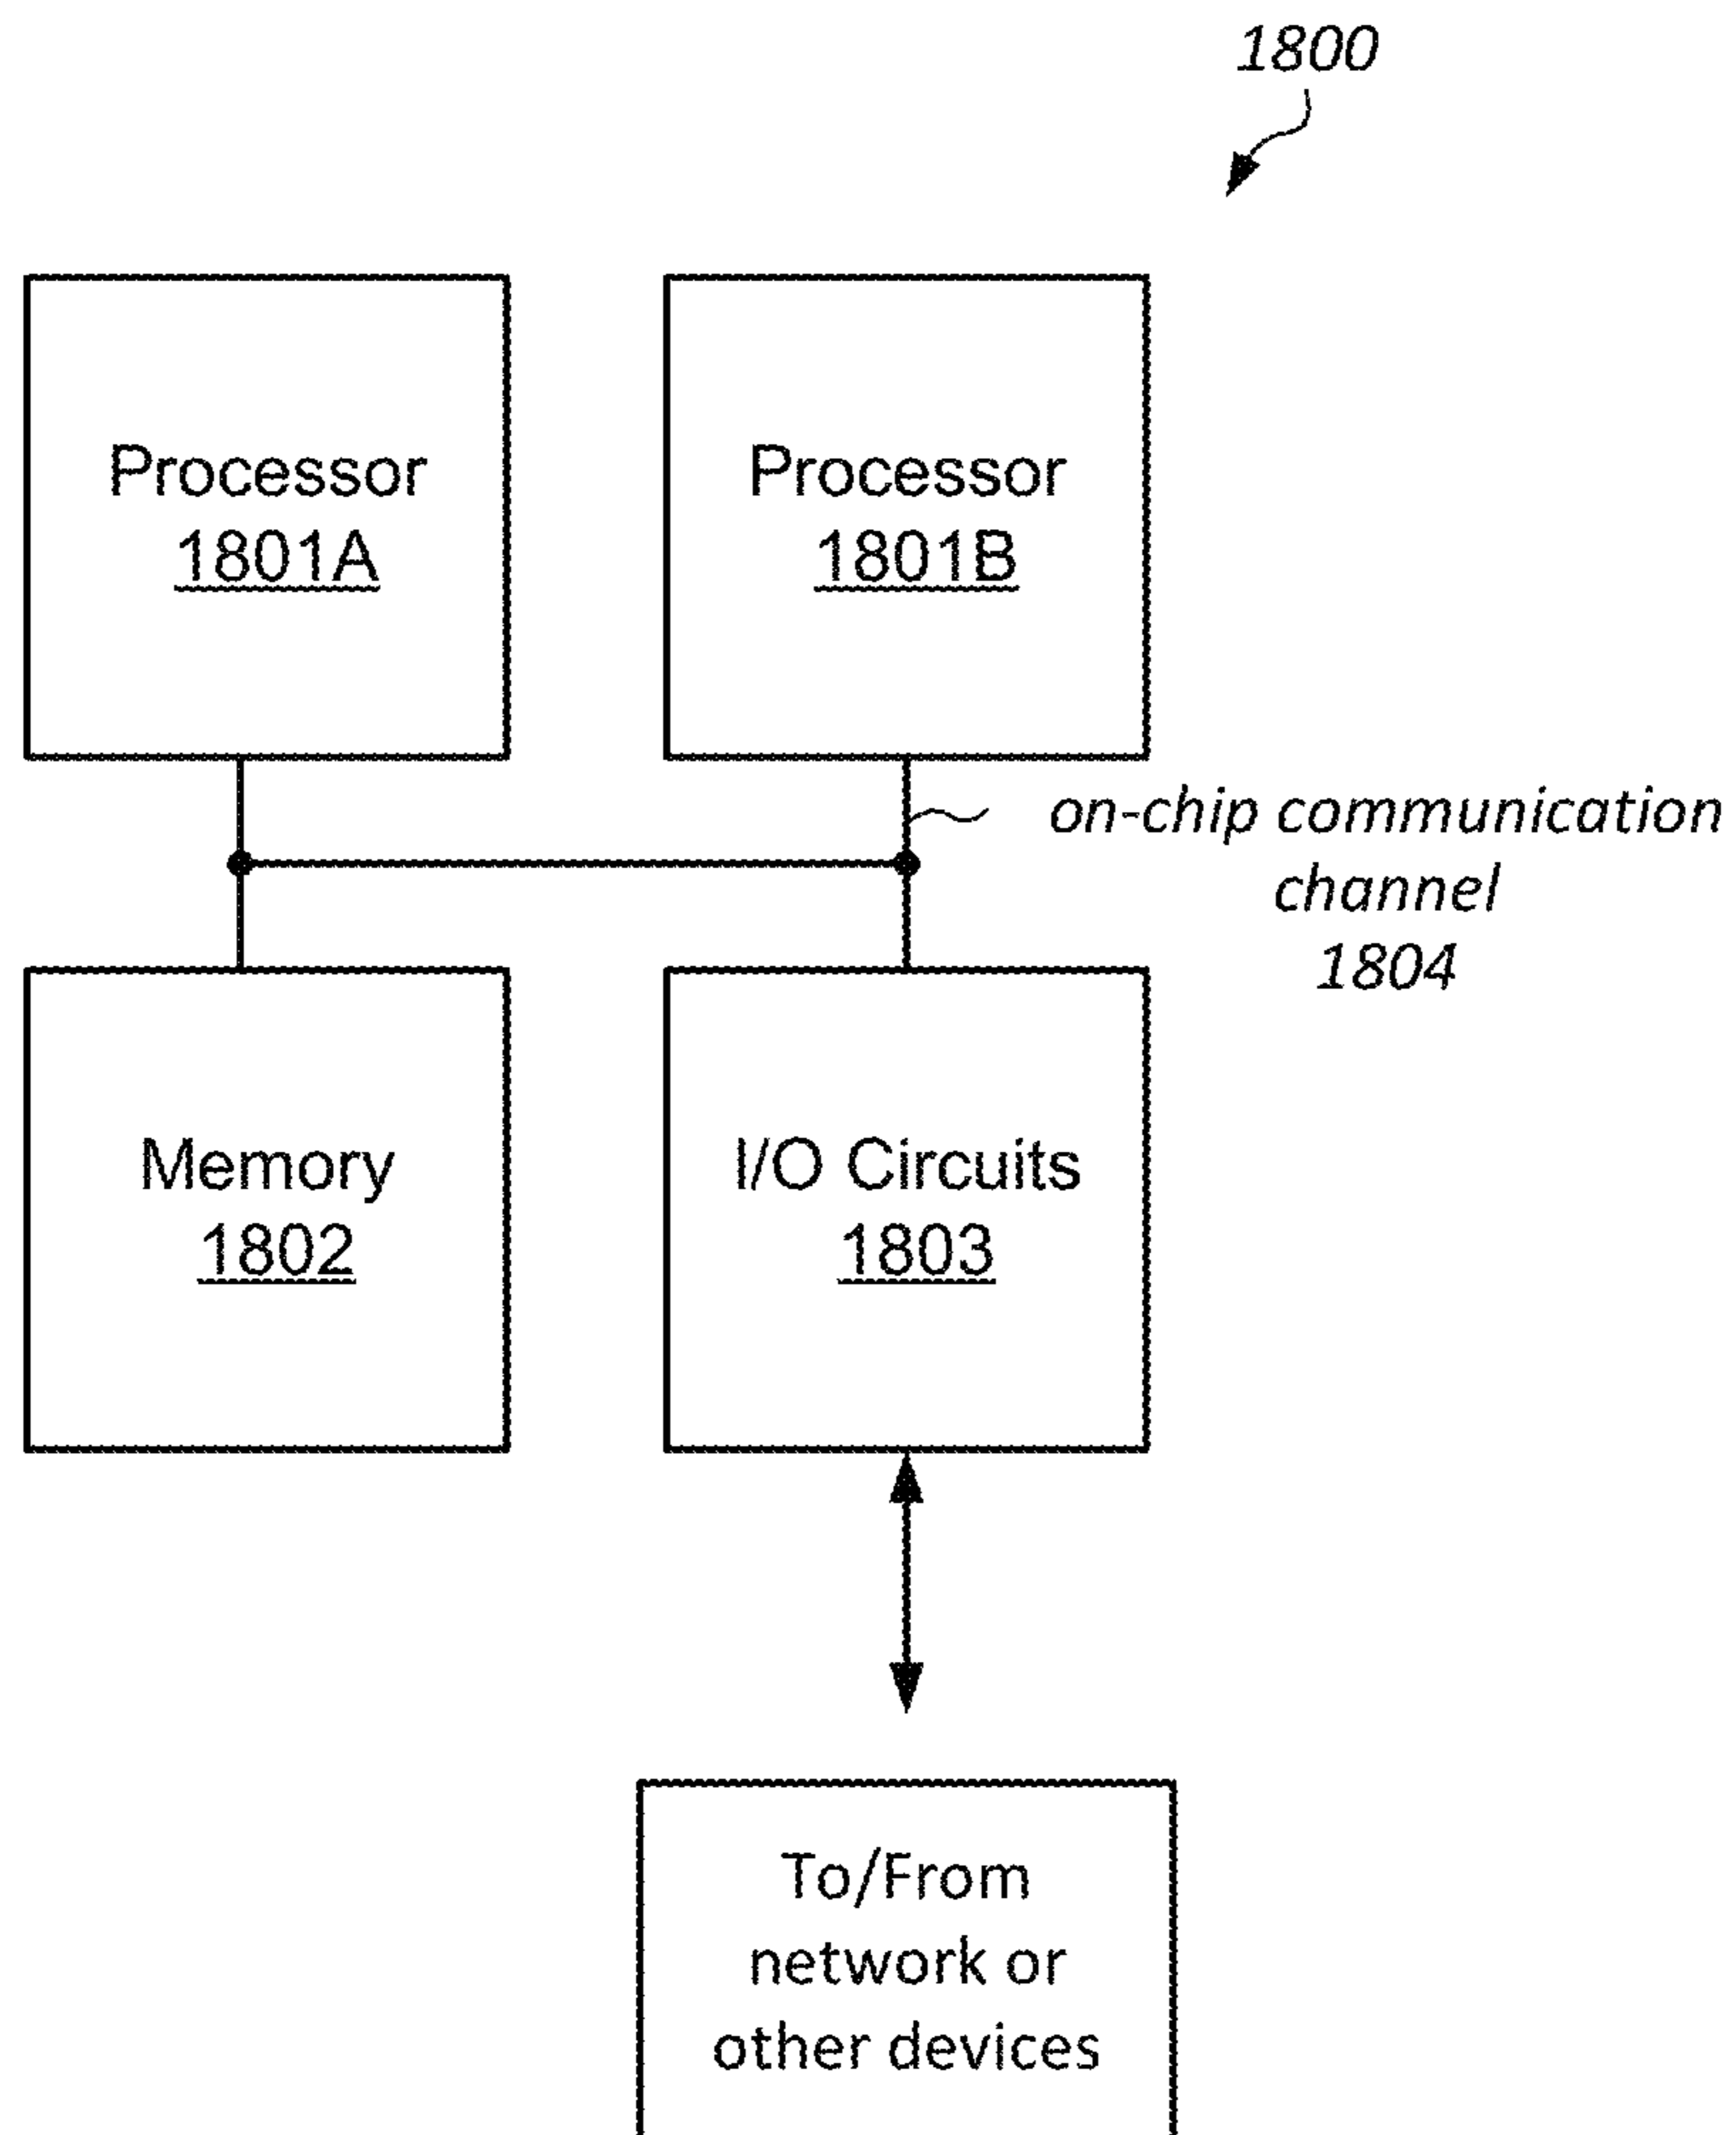 1800
Processor
1801A
Processor
1801B
on-chip communication
channel
1804
Memory
1802
I/O Circuits
1803
To/From
network or
other devices